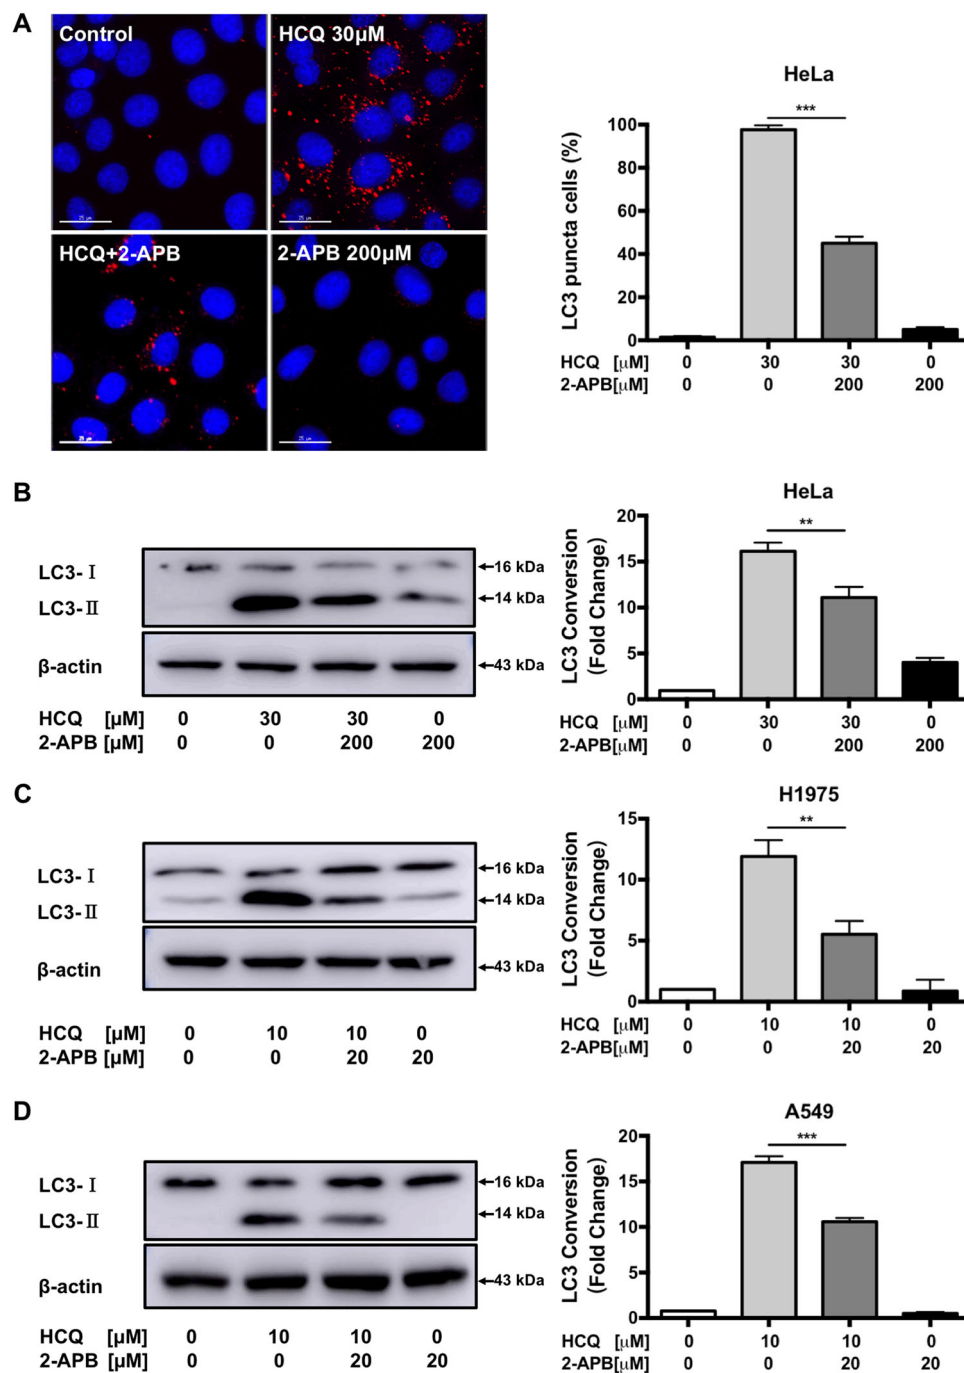 A
Control
HCQ 30μM
HCQ+2-APB
2-APB 200μM
25 μm
25 μm
25 μm
25 μm
HeLa
LC3 puncta cells (%)
100
80
60
40
20
0
***
HCQ [μM] 0 30 30 0
2-APB[μM] 0 0 200 200
B
LC3-Ⅰ
LC3-Ⅱ
β-actin
16 kDa
14 kDa
43 kDa
HCQ [μM] 0 30 30 0
2-APB [μM] 0 0 200 200
HeLa
LC3 Conversion
(Fold Change)
20
15
10
5
0
**
HCQ [μM] 0 30 30 0
2-APB[μM] 0 0 200 200
C
LC3-Ⅰ
LC3-Ⅱ
β-actin
16 kDa
14 kDa
43 kDa
HCQ [μM] 0 10 10 0
2-APB [μM] 0 0 20 20
H1975
LC3 Conversion
(Fold Change)
15
10
5
0
**
HCQ [μM] 0 10 10 0
2-APB[μM] 0 0 20 20
D
LC3-Ⅰ
LC3-Ⅱ
β-actin
16 kDa
14 kDa
43 kDa
HCQ [μM] 0 10 10 0
2-APB [μM] 0 0 20 20
A549
LC3 Conversion
(Fold Change)
20
15
10
5
0
***
HCQ [μM] 0 10 10 0
2-APB[μM] 0 0 20 20